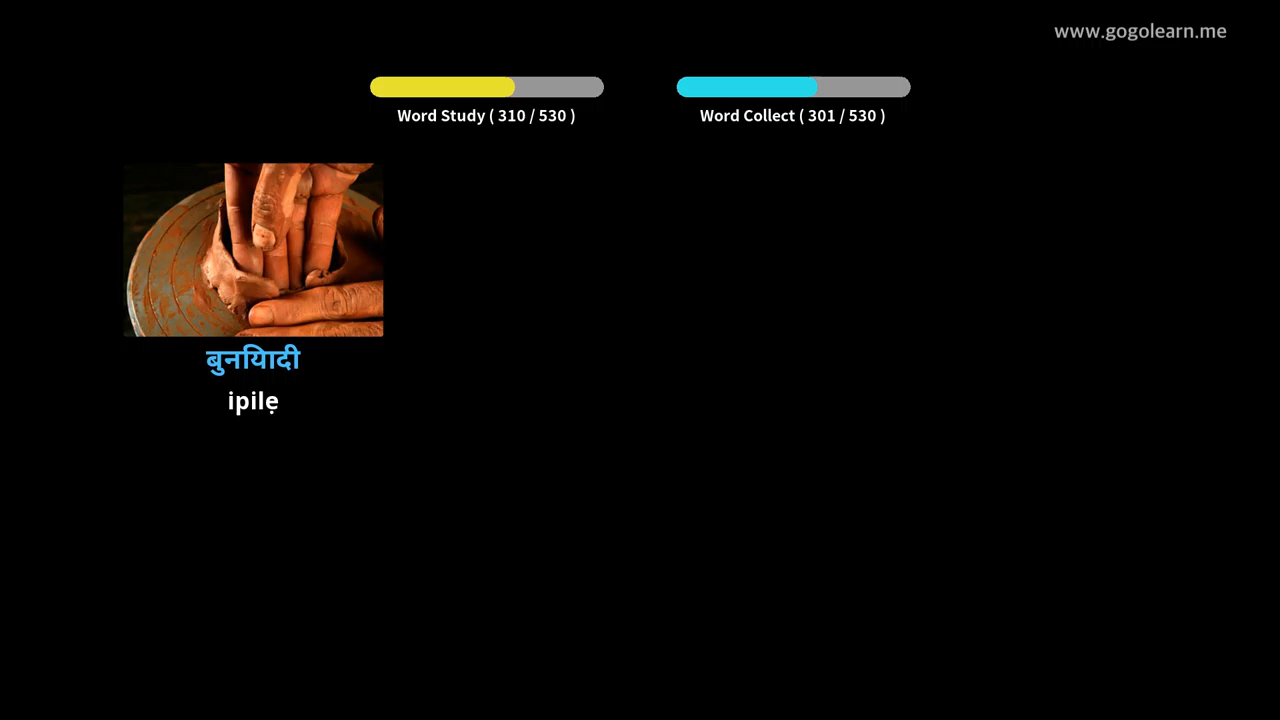 www.gogolearn.me
Word Study ( 310 / 530 )
Word Collect ( 301 / 530 )
बुनियादी
ipilẹ